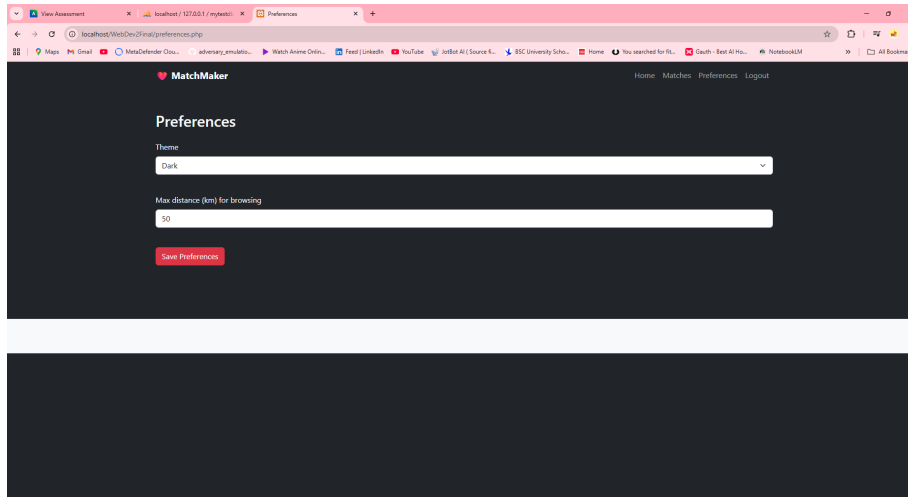 View Assessment
localhost / 127.0.0.1 / mytestdb
Preferences
localhost/WebDev2Final/preferences.php
Maps
Gmail
MetaDefender Clou...
adversary_emulatio...
Watch Anime Onlin...
Feed | LinkedIn
YouTube
JotBot AI ( Source fi...
BSC University Scho...
Home
You searched for fit...
Gauth - Best AI Ho...
NotebookLM
All Bookma
MatchMaker
Home Matches Preferences Logout
Preferences
Theme
Dark
Max distance (km) for browsing
50
Save Preferences